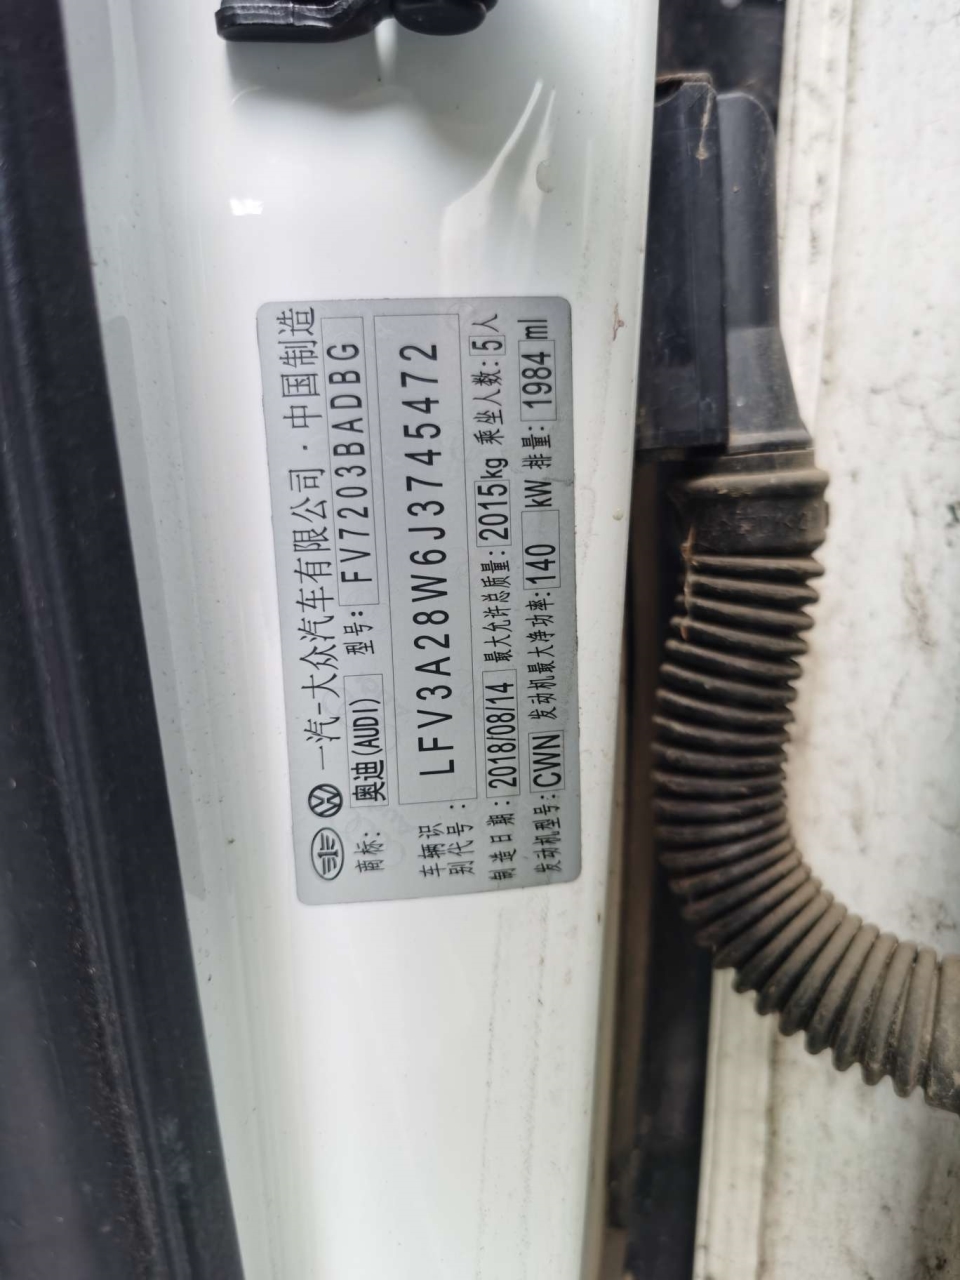 一汽-大众汽车有限公司·中国制造
商标: 奥迪(AUDI) 型号: FV7203BADBG
车辆识别代号: LFV3A28W6J3745472
制造日期: 2018/08/14 最大允许总质量: 2015kg 乘坐人数: 5人
发动机型号: CWN 发动机最大净功率: 140 kW 排量: 1984 ml